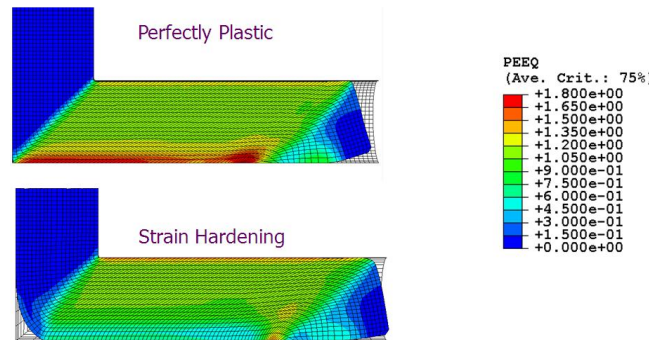 Perfectly Plastic
Strain Hardening
PEEQ
(Ave. Crit.: 75%)
+1.800e+00
+1.650e+00
+1.500e+00
+1.350e+00
+1.200e+00
+1.050e+00
+9.000e-01
+7.500e-01
+6.000e-01
+4.500e-01
+3.000e-01
+1.500e-01
+0.000e+00